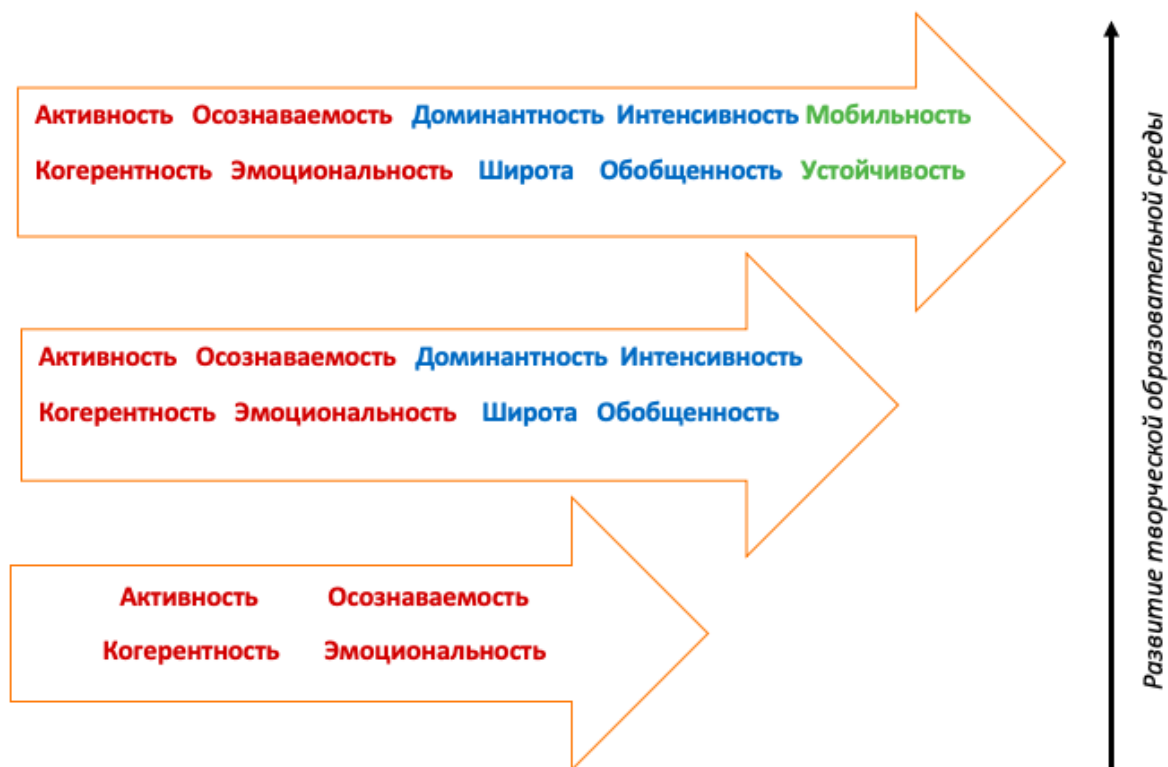 Активность Осознаваемость Доминантность Интенсивность Мобильность
Когерентность Эмоциональность Широта Обобщенность Устойчивость
Активность Осознаваемость Доминантность Интенсивность
Когерентность Эмоциональность Широта Обобщенность
Активность Осознаваемость
Когерентность Эмоциональность
Развитие творческой образовательной среды